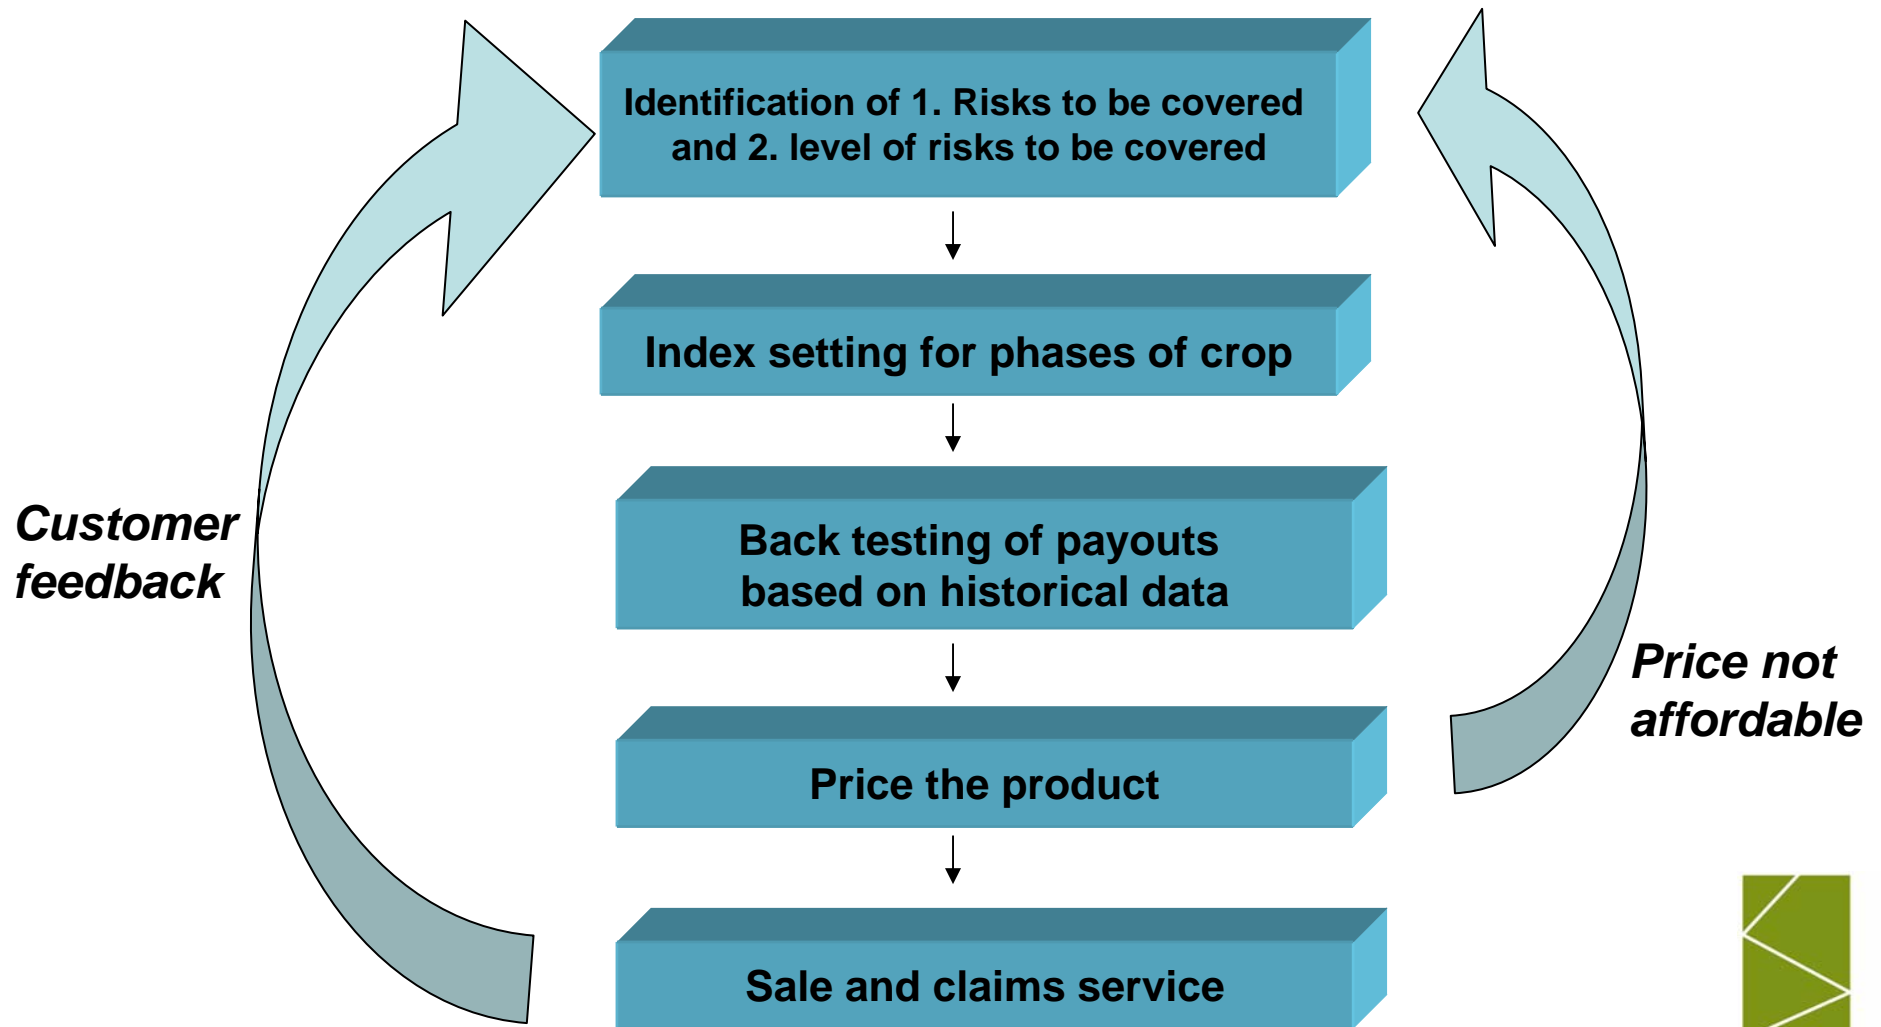 Identification of 1. Risks to be covered
and 2. level of risks to be covered
Index setting for phases of crop
Customer
feedback
Back testing of payouts
based on historical data
Price not
affordable
Price the product
Sale and claims service